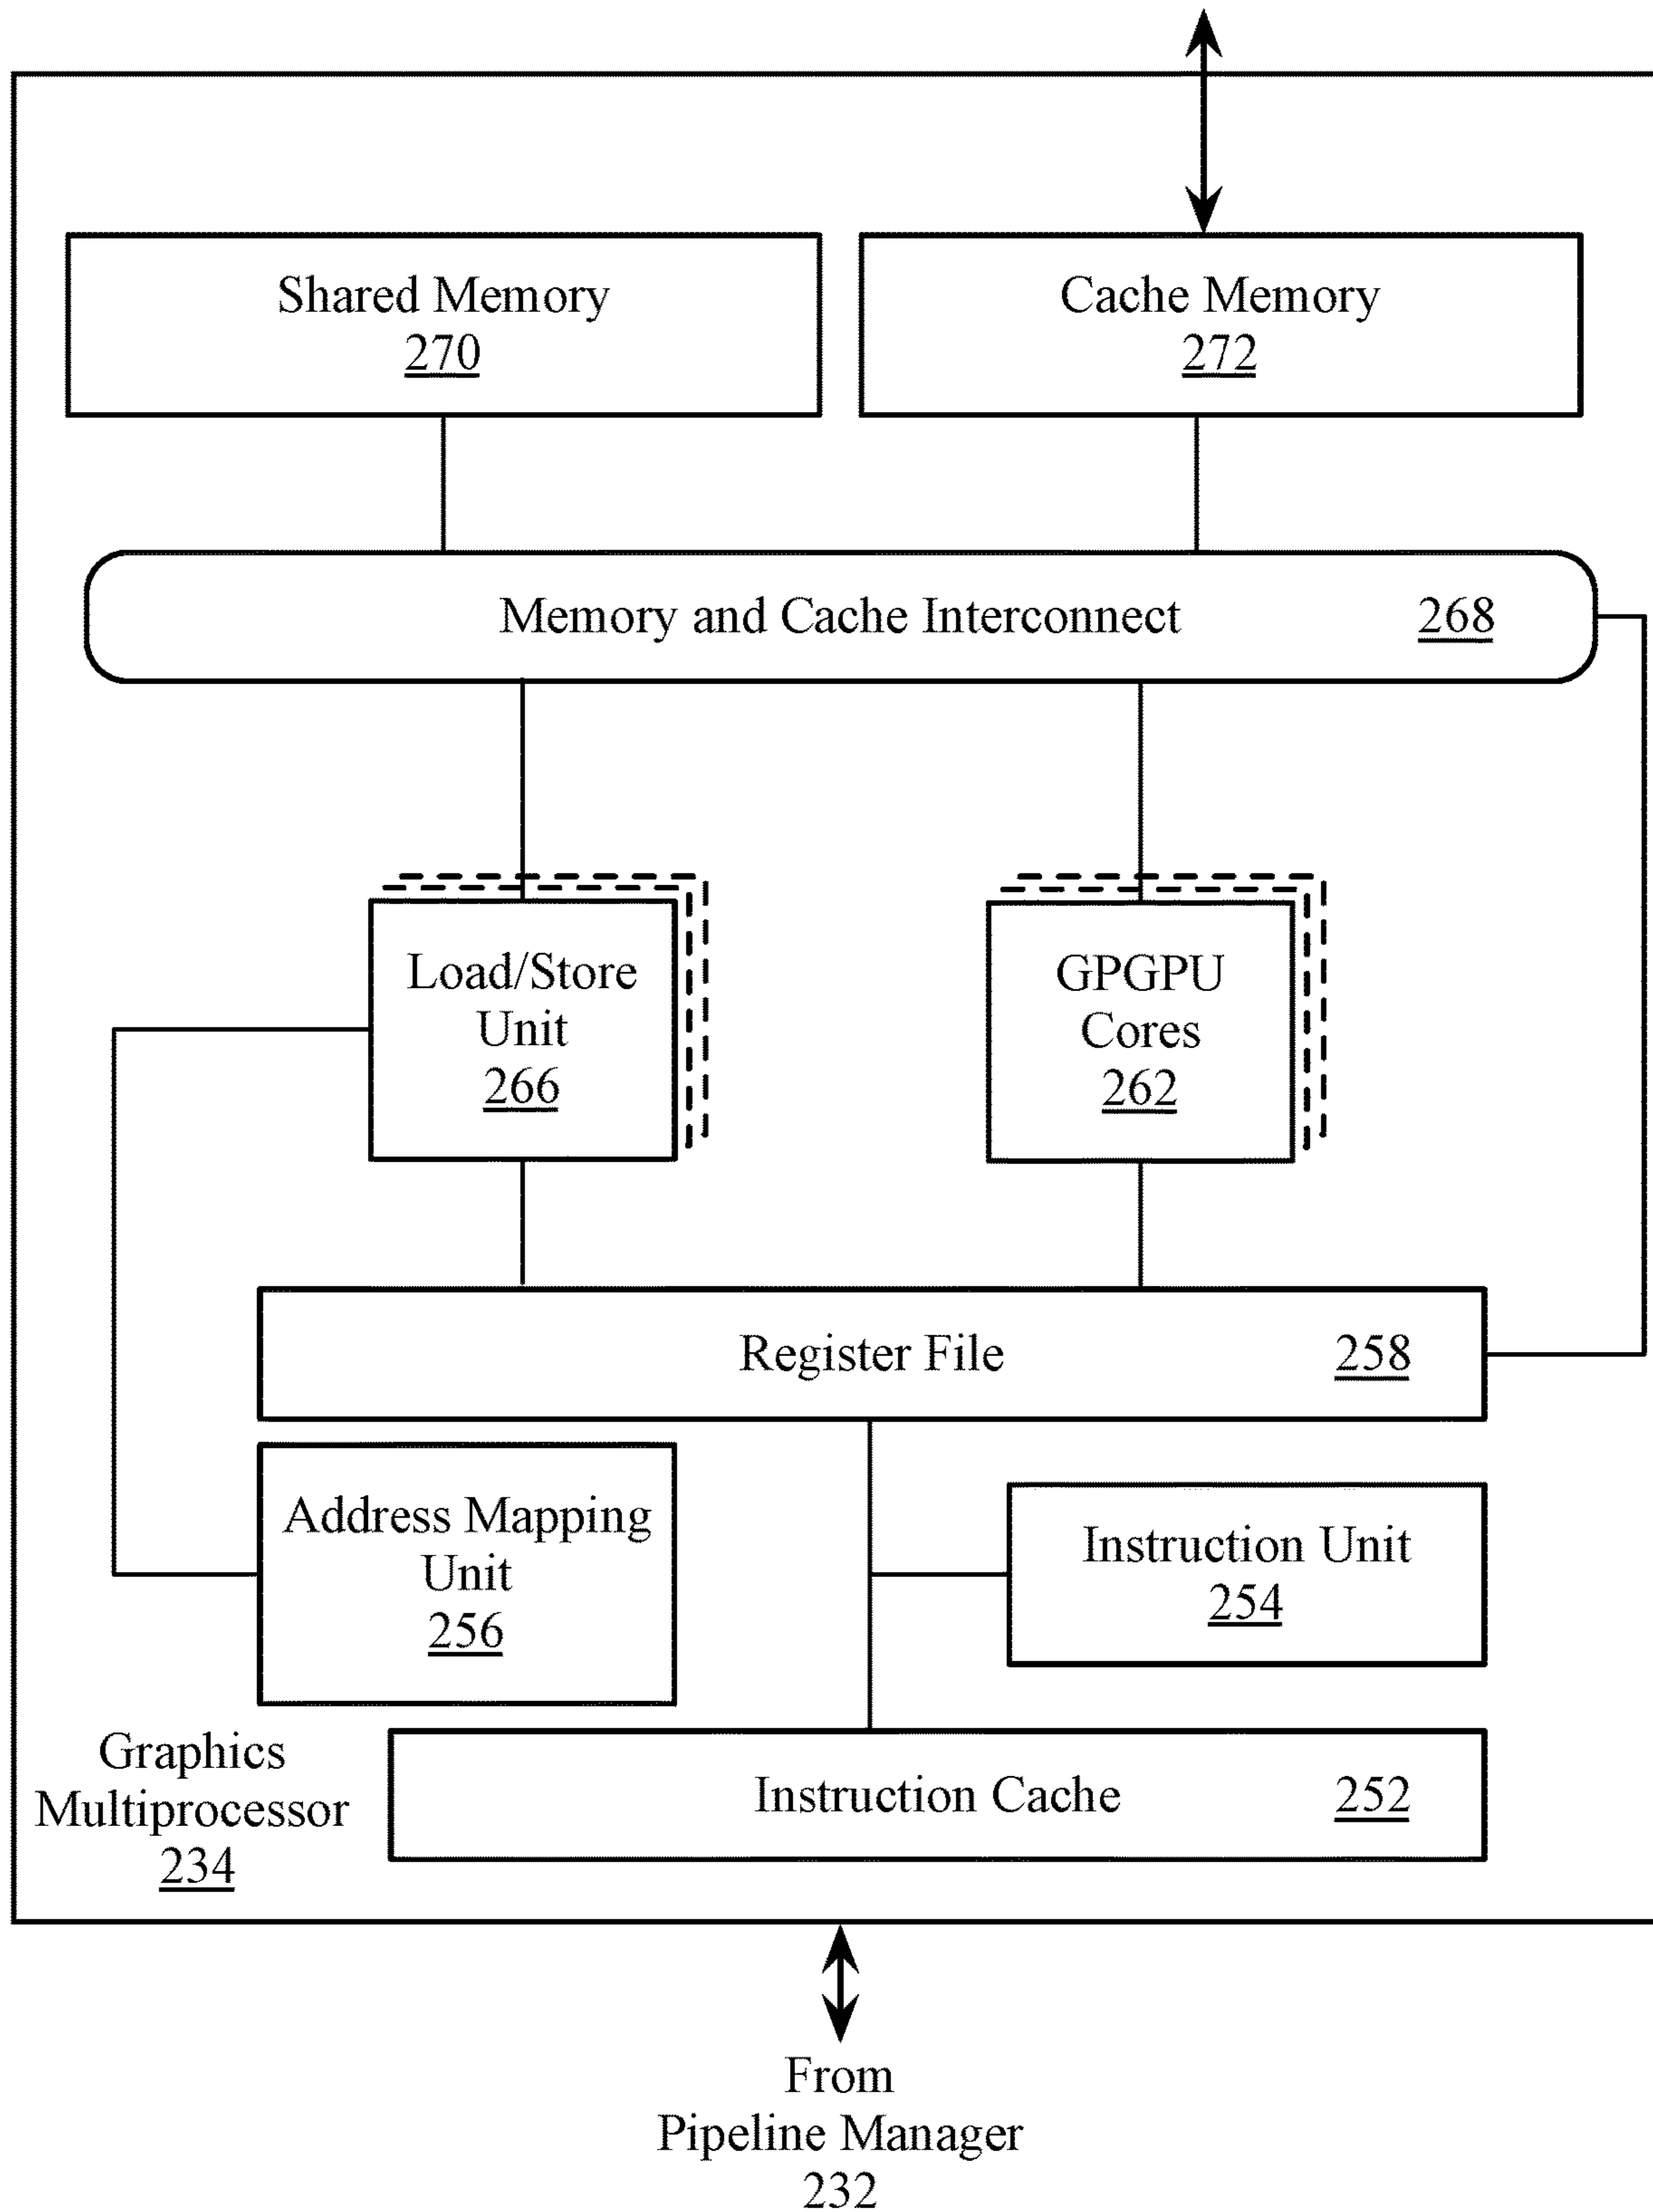 Shared Memory
270
Cache Memory
272
Memory and Cache Interconnect 268
Load/Store
Unit
266
GPGPU
Cores
262
Register File 258
Address Mapping
Unit
256
Instruction Unit
254
Graphics
Multiprocessor
234
Instruction Cache 252
From
Pipeline Manager
232